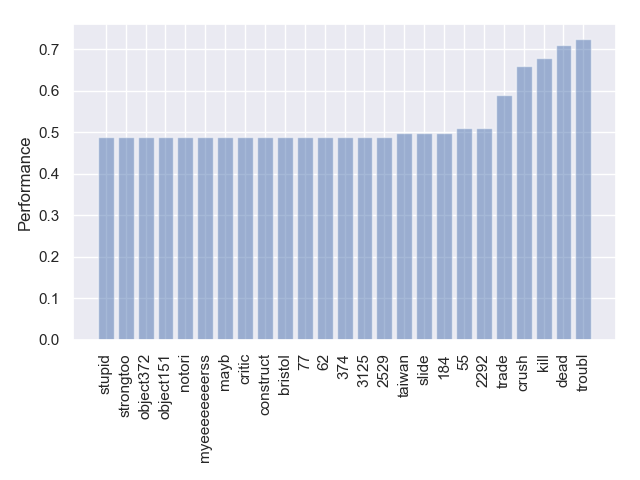 0.7
0.6
0.5
0.4
0.3
0.2
0.1
0.0
Performance
stupid
strongtoo
object372
object151
notori
myeeeeeeeerss
mayb
critic
construct
bristol
77
62
374
3125
2529
taiwan
slide
184
55
2292
trade
crush
kill
dead
troubl